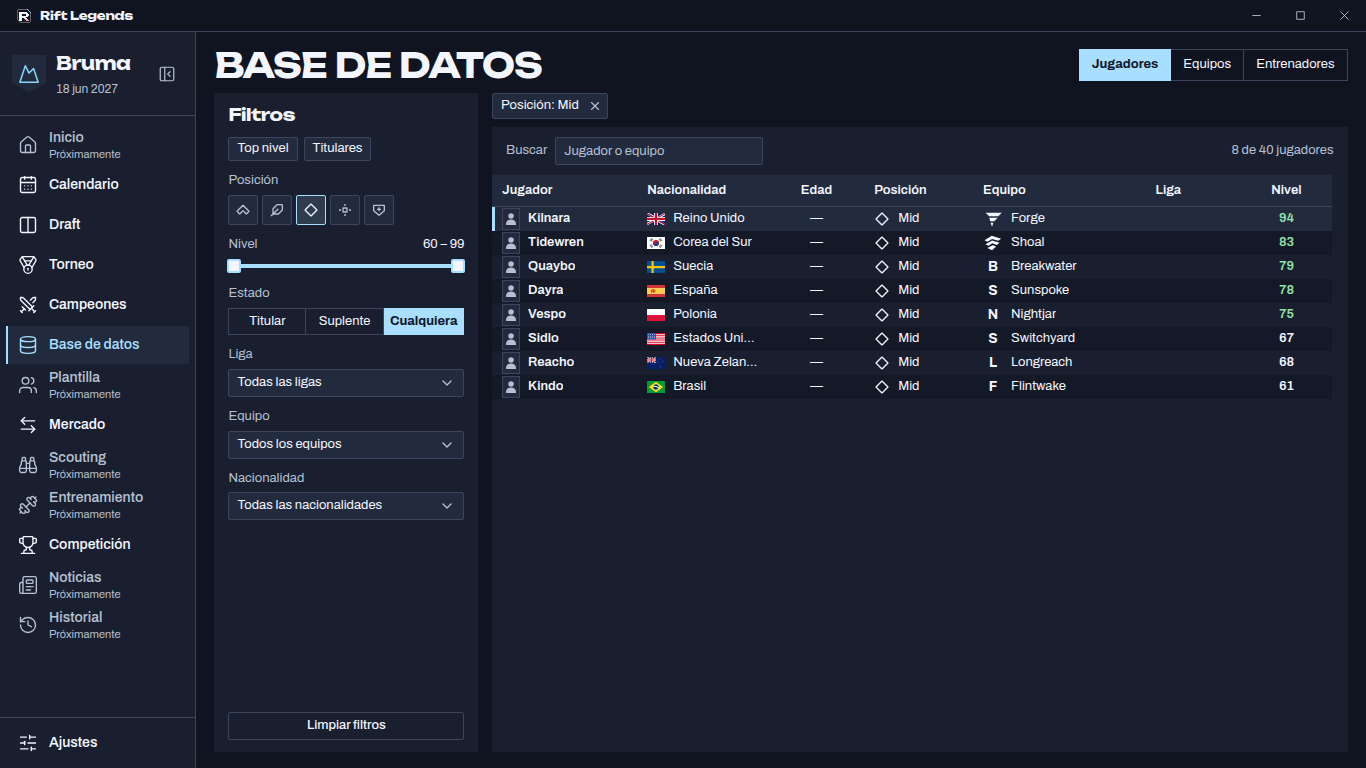 Rift Legends
Bruma
18 jun 2027
Inicio
Próximamente
Calendario
Draft
Torneo
Campeones
Base de datos
Plantilla
Próximamente
Mercado
Scouting
Próximamente
Entrenamiento
Próximamente
Competición
Noticias
Próximamente
Historial
Próximamente
Ajustes
BASE DE DATOS
Jugadores Equipos Entrenadores
Filtros
Top nivel Titulares
Posición
Nivel 60 – 99
Estado
Titular Suplente Cualquiera
Liga
Todas las ligas
Equipo
Todos los equipos
Nacionalidad
Todas las nacionalidades
Limpiar filtros
Posición: Mid
Buscar Jugador o equipo 8 de 40 jugadores
Jugador Nacionalidad Edad Posición Equipo Liga Nivel
Kilnara Reino Unido — Mid Forge 94
Tidewren Corea del Sur — Mid Shoal 83
Quaybo Suecia — Mid B Breakwater 79
Dayra España — Mid S Sunspoke 78
Vespo Polonia — Mid N Nightjar 75
Sidlo Estados Uni... — Mid S Switchyard 67
Reacho Nueva Zelan... — Mid L Longreach 68
Kindo Brasil — Mid F Flintwake 61